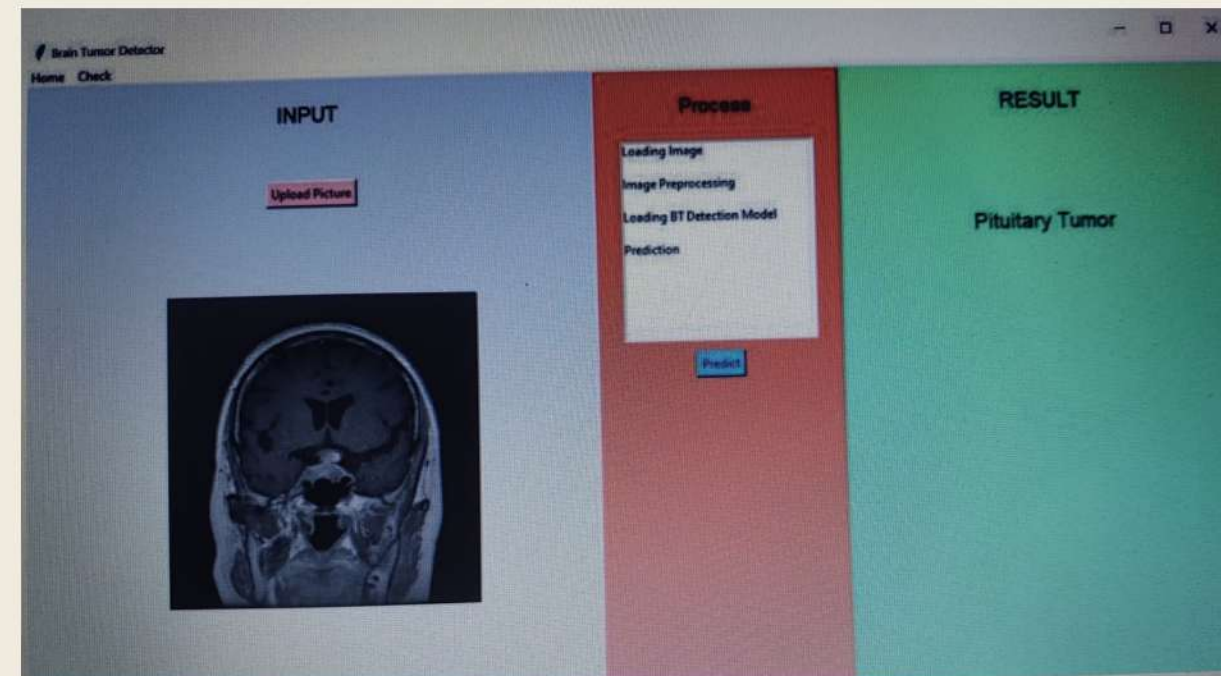 Brain Tumor Detector
Home Check
INPUT
Upload Picture
Process
Loading Image
Image Preprocessing
Loading BT Detection Model
Prediction
Predict
RESULT
Pituitary Tumor